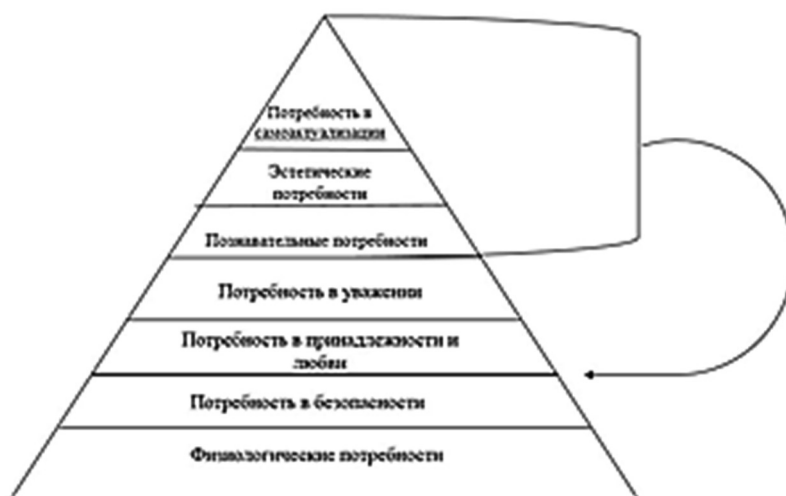 Потребность в
самоактуализации
Эстетические
потребности
Познавательные потребности
Потребность в уважении
Потребность в принадлежности и
любви
Потребность в безопасности
Физиологические потребности